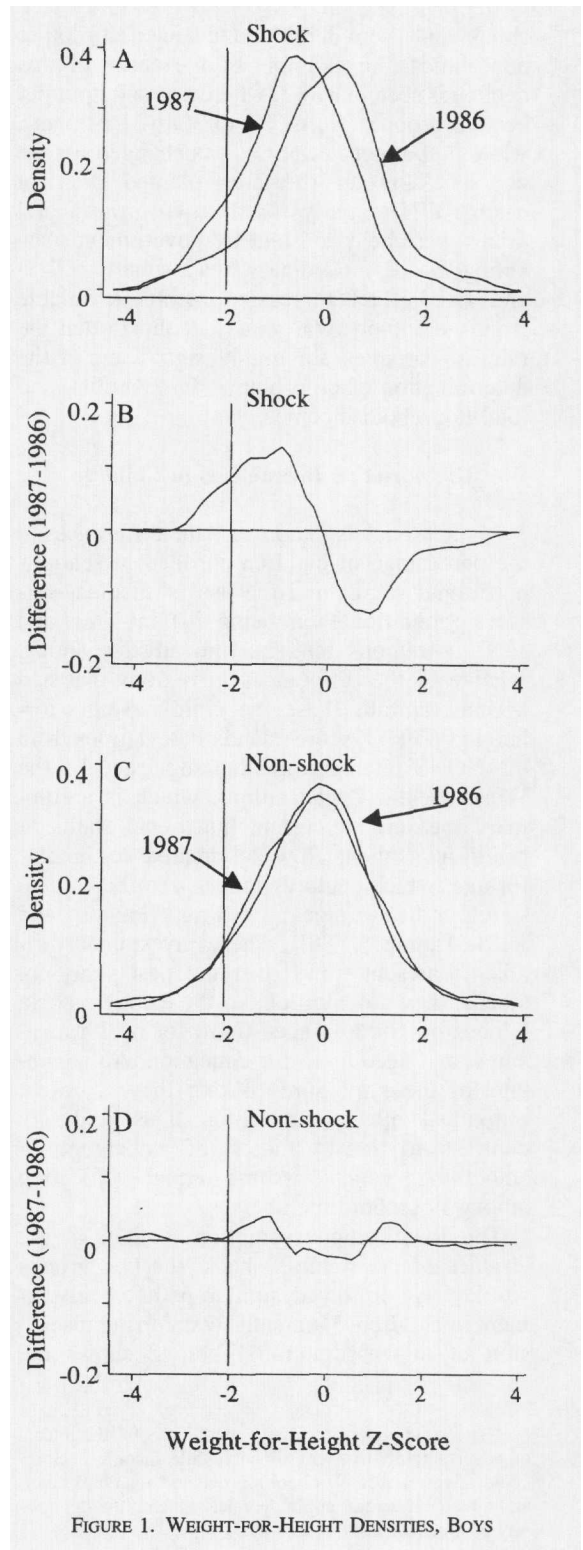 Shock
A
0.4
1987
1986
Density
0.2
0
-4
-2
0
2
4
Shock
B
0.2
Difference (1987-1986)
0
-0.2
-4
-2
0
2
4
Non-shock
C
0.4
1986
1987
Density
0.2
0
-4
-2
0
2
4
Non-shock
D
0.2
Difference (1987-1986)
0
-0.2
-4
-2
0
2
4
Weight-for-Height Z-Score
FIGURE 1. WEIGHT-FOR-HEIGHT DENSITIES, BOYS